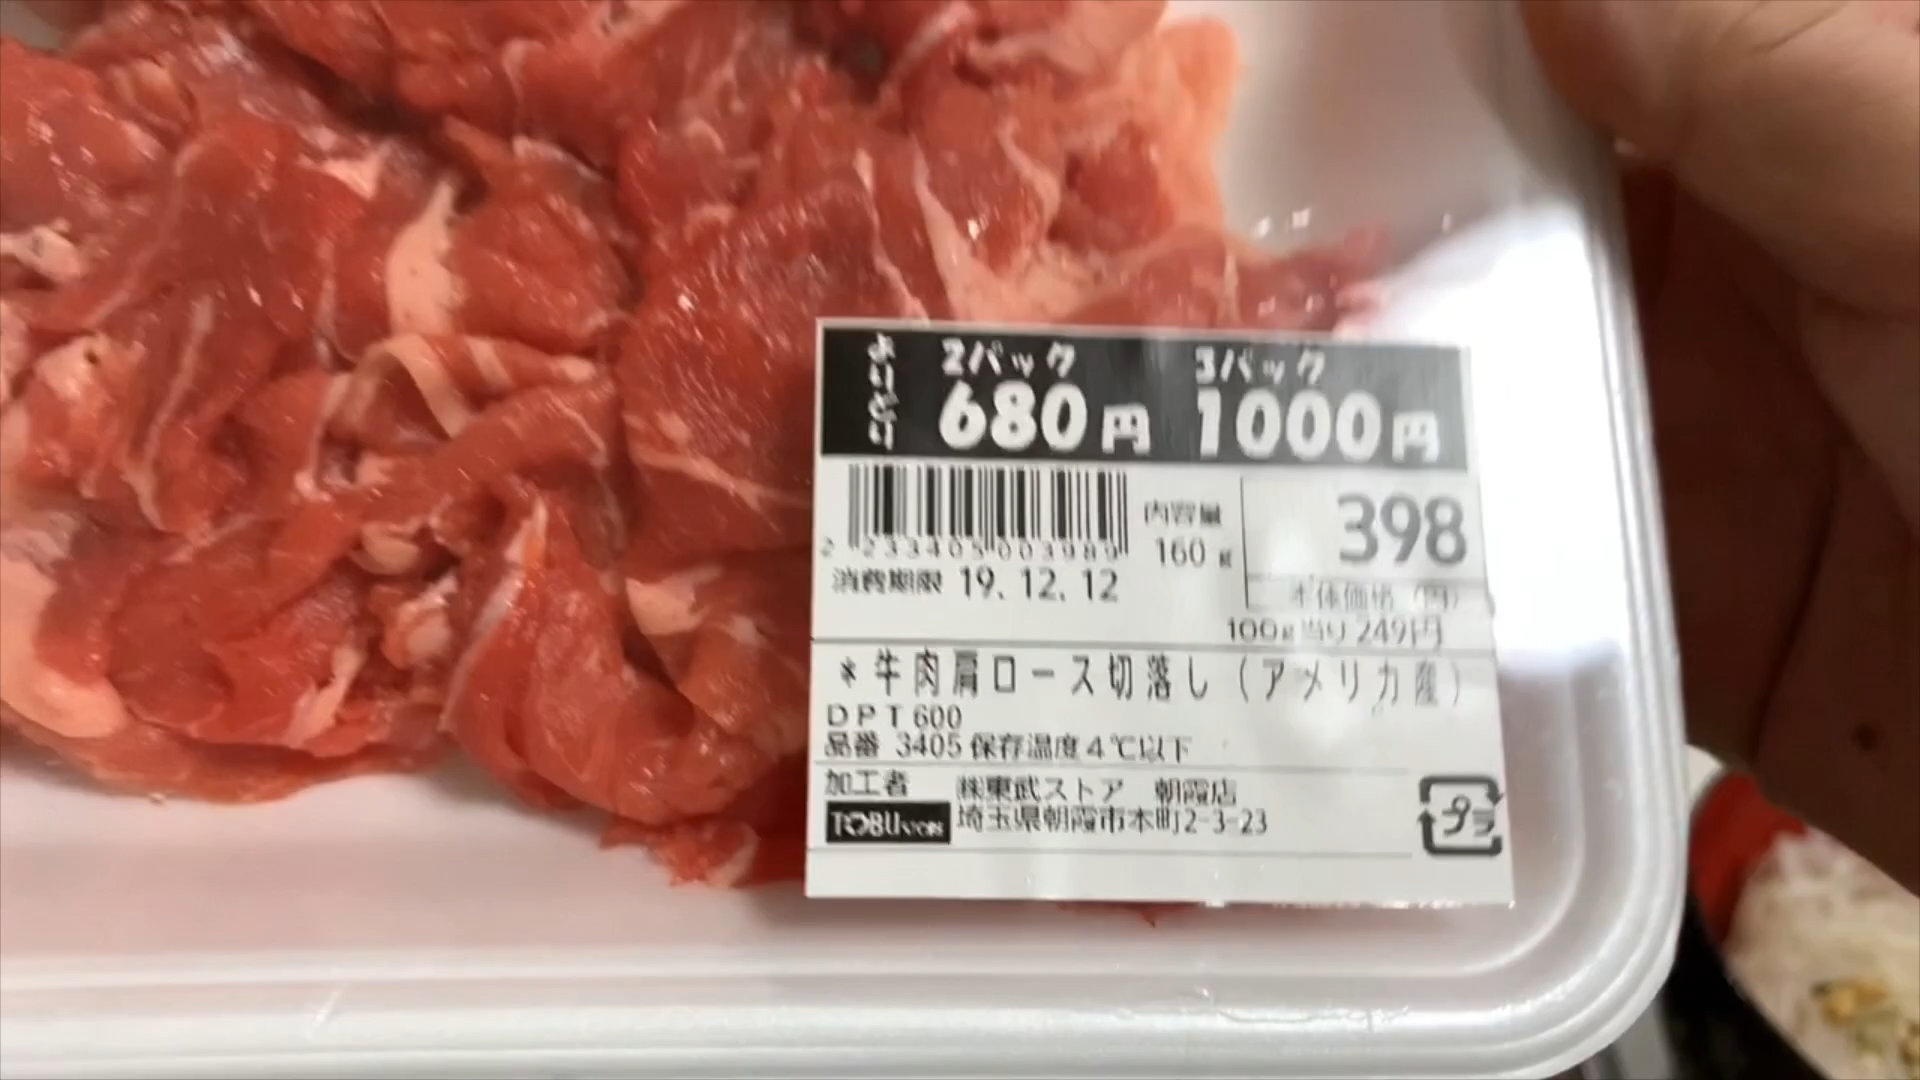 よりどり
2パック 3パック
680円 1000円
2 233405 003989
内容量
160g
398
本体価格(円)
消費期限 19.12.12
100g当り249円
*牛肉肩ロース切落し(アメリカ産)
DPT600
品番 3405 保存温度4℃以下
加工者 ㈱東武ストア 朝霞店
TOBU STORE 埼玉県朝霞市本町2-3-23
プラ